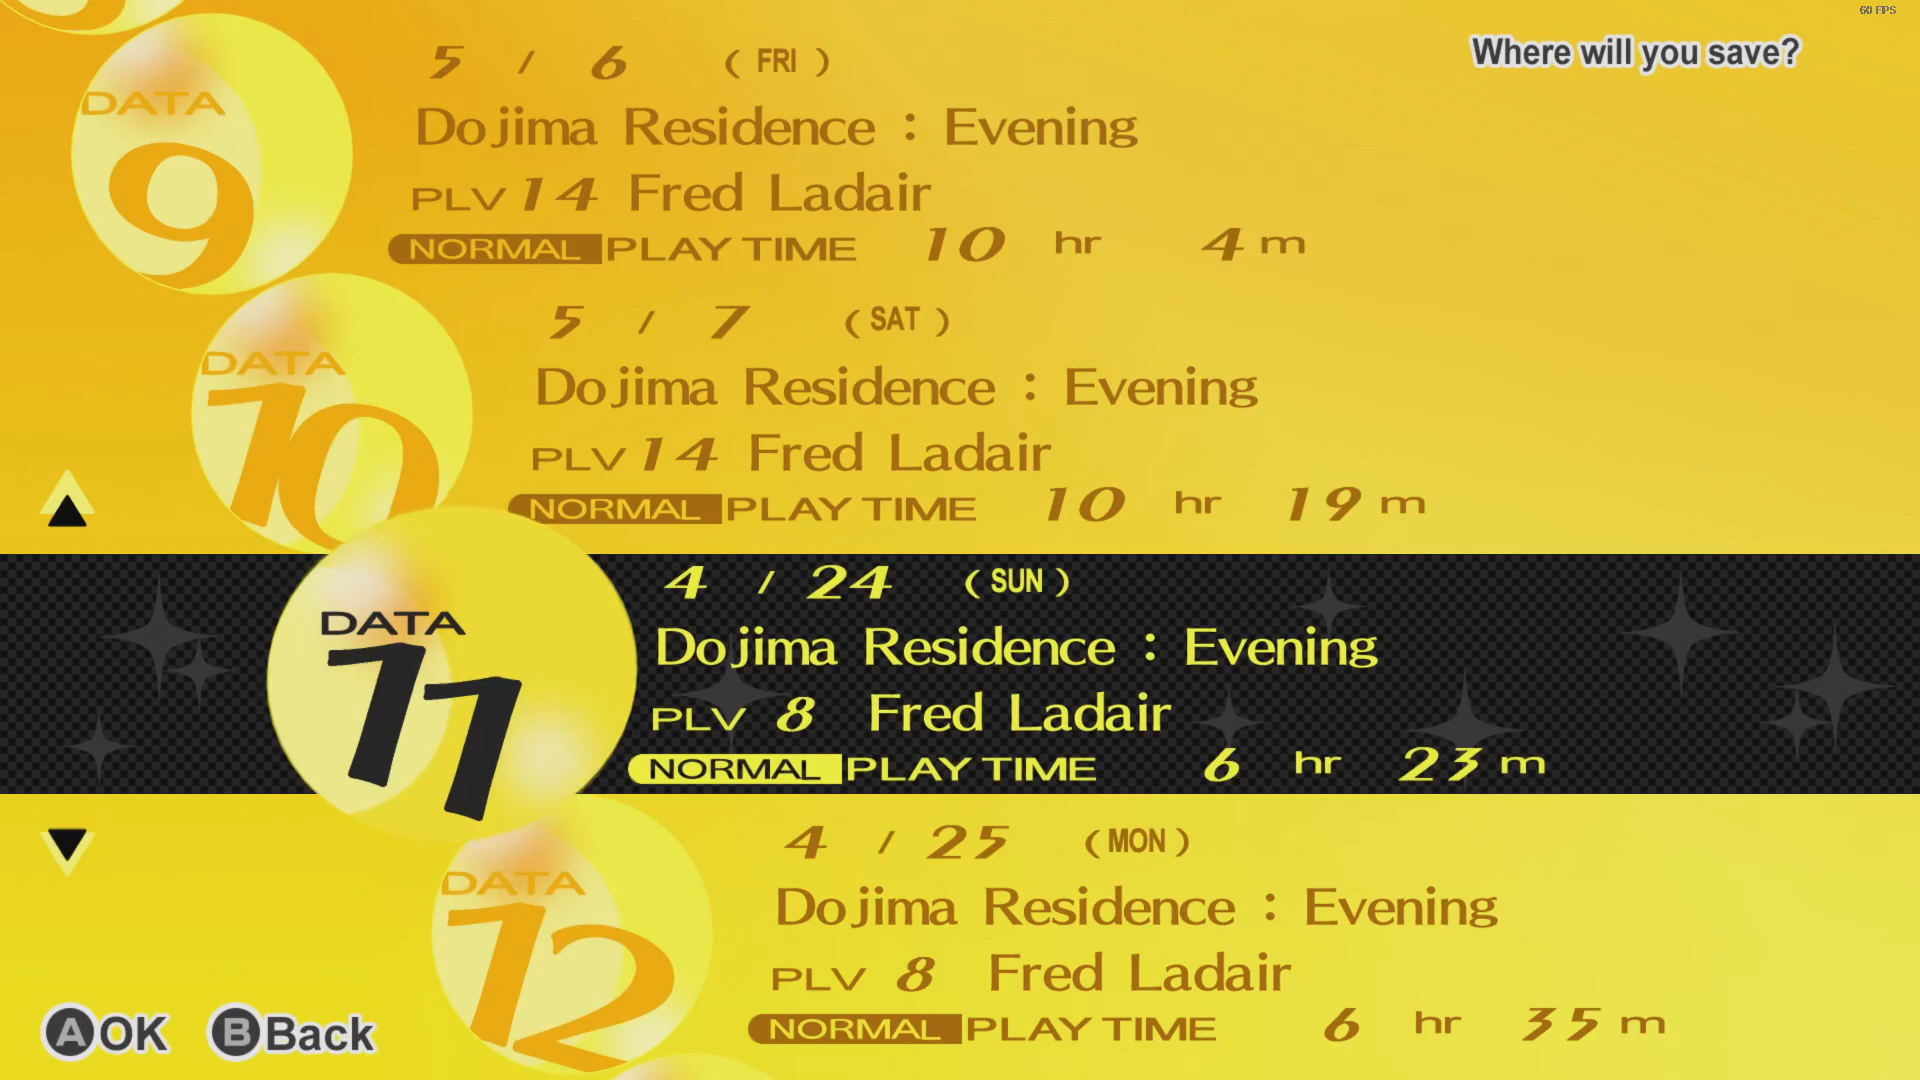 60 FPS
Where will you save?
DATA 9
5 / 6 ( FRI )
Dojima Residence : Evening
PLV 14 Fred Ladair
NORMAL PLAY TIME 10 hr 4 m
DATA 10
5 / 7 ( SAT )
Dojima Residence : Evening
PLV 14 Fred Ladair
NORMAL PLAY TIME 10 hr 19 m
DATA 11
4 / 24 ( SUN )
Dojima Residence : Evening
PLV 8 Fred Ladair
NORMAL PLAY TIME 6 hr 23 m
DATA 12
4 / 25 ( MON )
Dojima Residence : Evening
PLV 8 Fred Ladair
NORMAL PLAY TIME 6 hr 35 m
A OK B Back